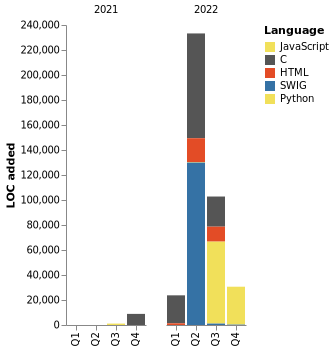 2021
2022
Language
JavaScript
C
HTML
SWIG
Python
LOC added
240,000
220,000
200,000
180,000
160,000
140,000
120,000
100,000
80,000
60,000
40,000
20,000
0
Q1
Q2
Q3
Q4
Q1
Q2
Q3
Q4